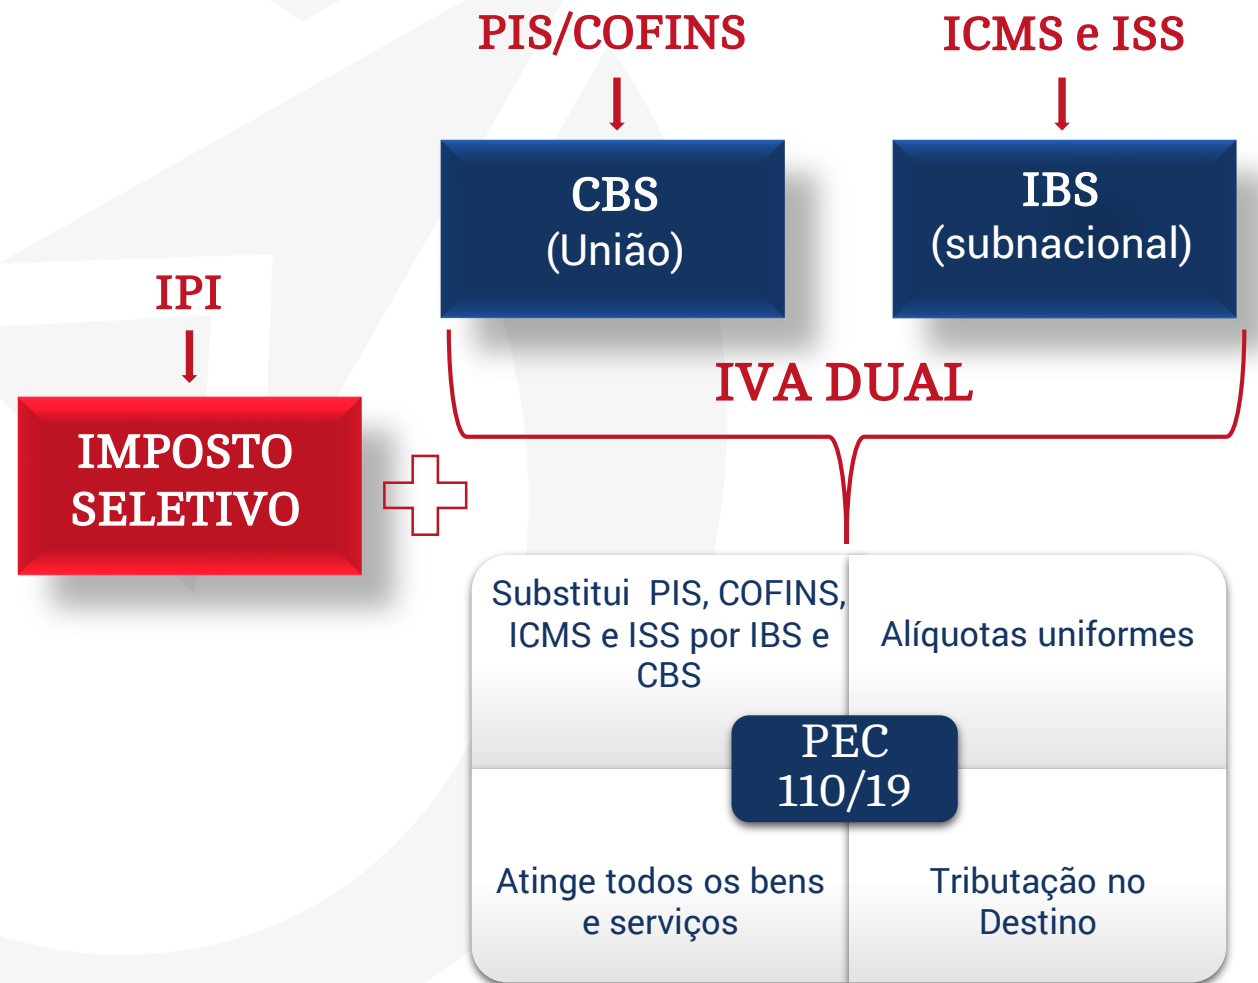 PIS/COFINS
ICMS e ISS
CBS
(União)
IBS
(subnacional)
IPI
IVA DUAL
IMPOSTO
SELETIVO
Substitui PIS, COFINS,
ICMS e ISS por IBS e
CBS
Alíquotas uniformes
PEC
110/19
Atinge todos os bens
e serviços
Tributação no
Destino